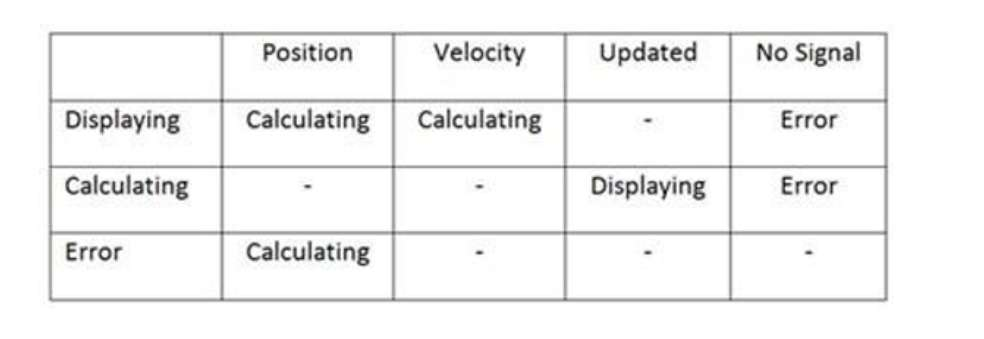 Position Velocity Updated No Signal
Displaying Calculating Calculating - Error
Calculating - - Displaying Error
Error Calculating - - -